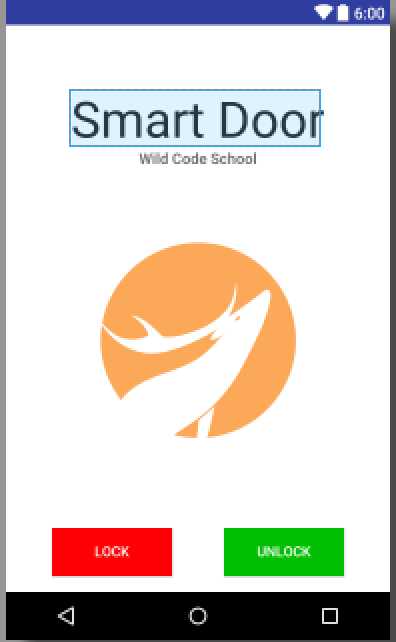 6:00
Smart Door
Wild Code School
LOCK
UNLOCK